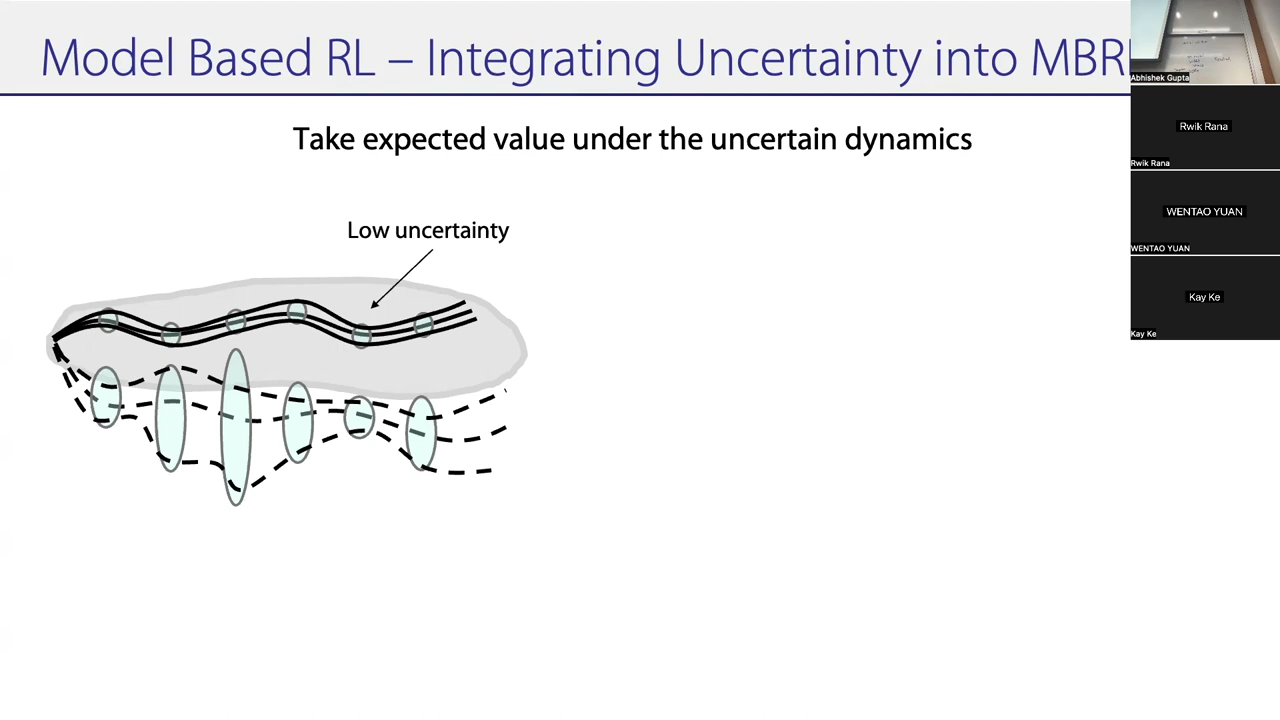 Model Based RL – Integrating Uncertainty into MBR
Take expected value under the uncertain dynamics
Low uncertainty
Abhishek Gupta
Rwik Rana
Rwik Rana
WENTAO YUAN
WENTAO YUAN
Kay Ke
Kay Ke